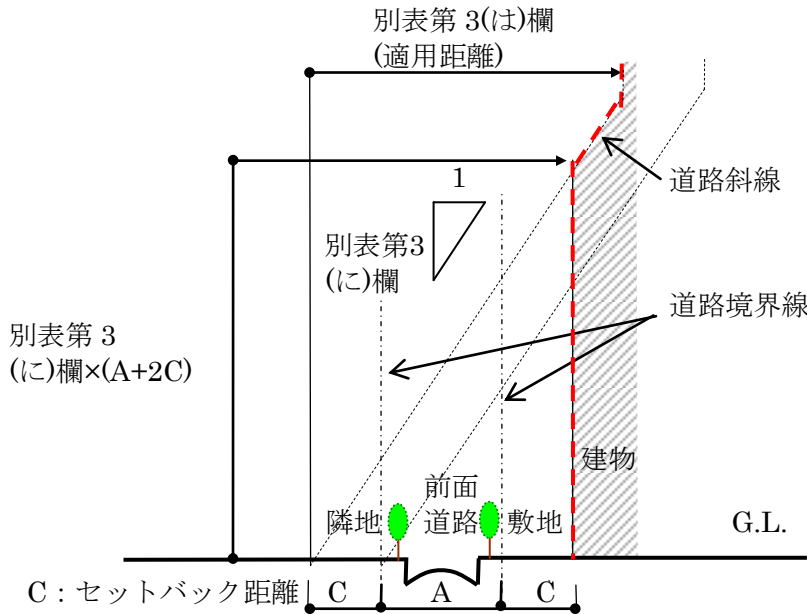 別表第 3(は)欄
(適用距離)
1
道路斜線
別表第3
(に)欄
道路境界線
別表第 3
(に)欄×(A+2C)
建物
前面
隣地
道路
敷地
G.L.
C：セットバック距離
C
A
C